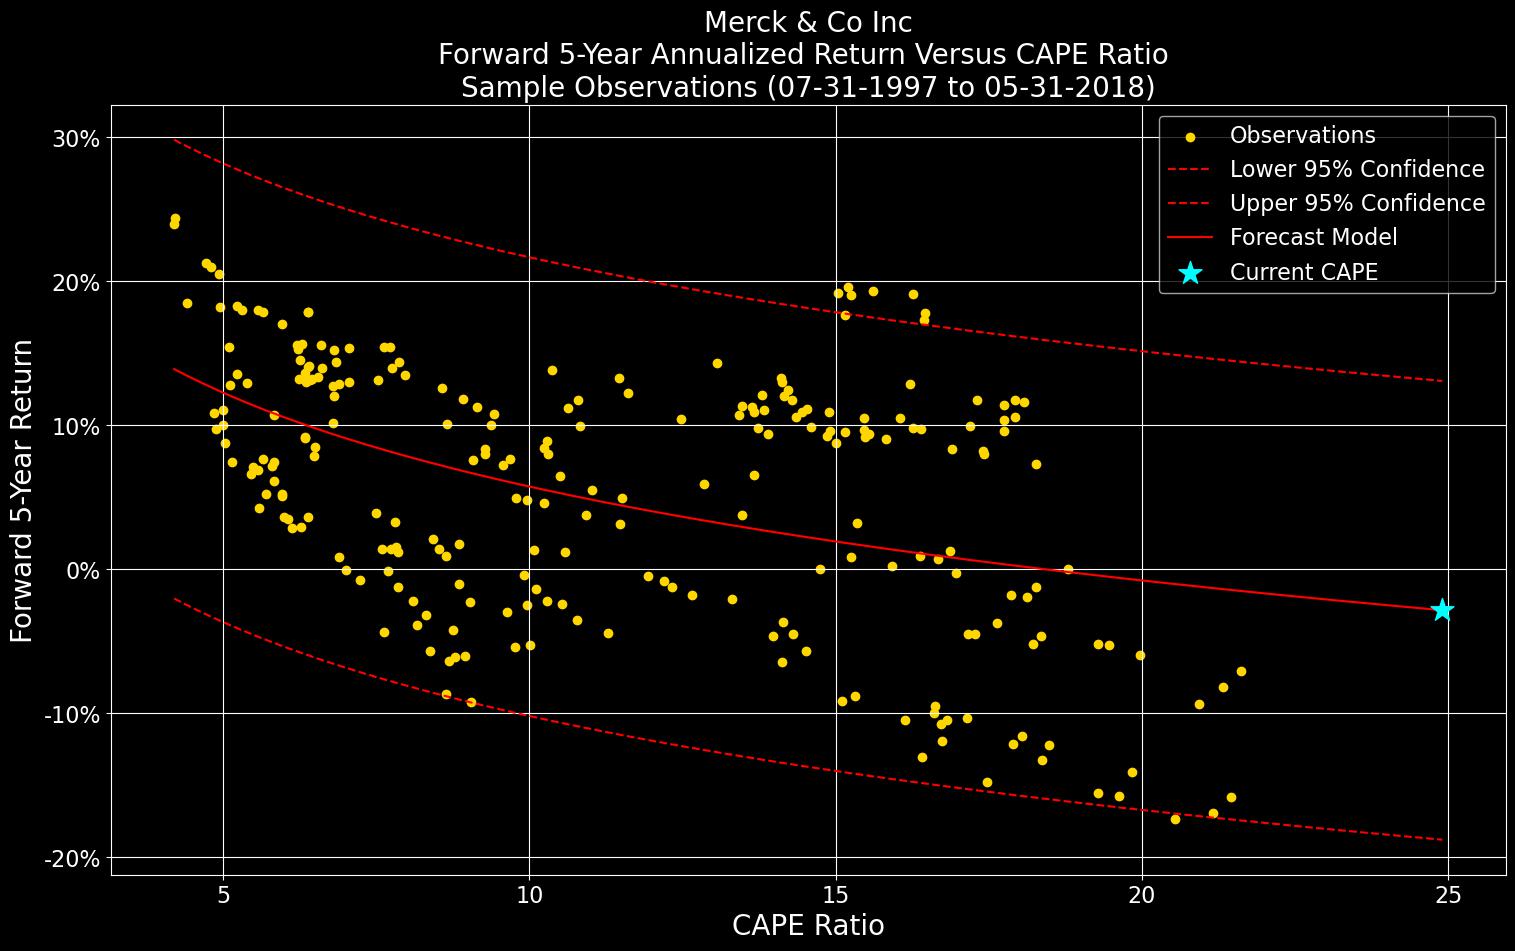 Merck & Co Inc
Forward 5-Year Annualized Return Versus CAPE Ratio
Sample Observations (07-31-1997 to 05-31-2018)
Observations
Lower 95% Confidence
Upper 95% Confidence
Forecast Model
Current CAPE
30%
20%
10%
0%
-10%
-20%
Forward 5-Year Return
5
10
15
20
25
CAPE Ratio